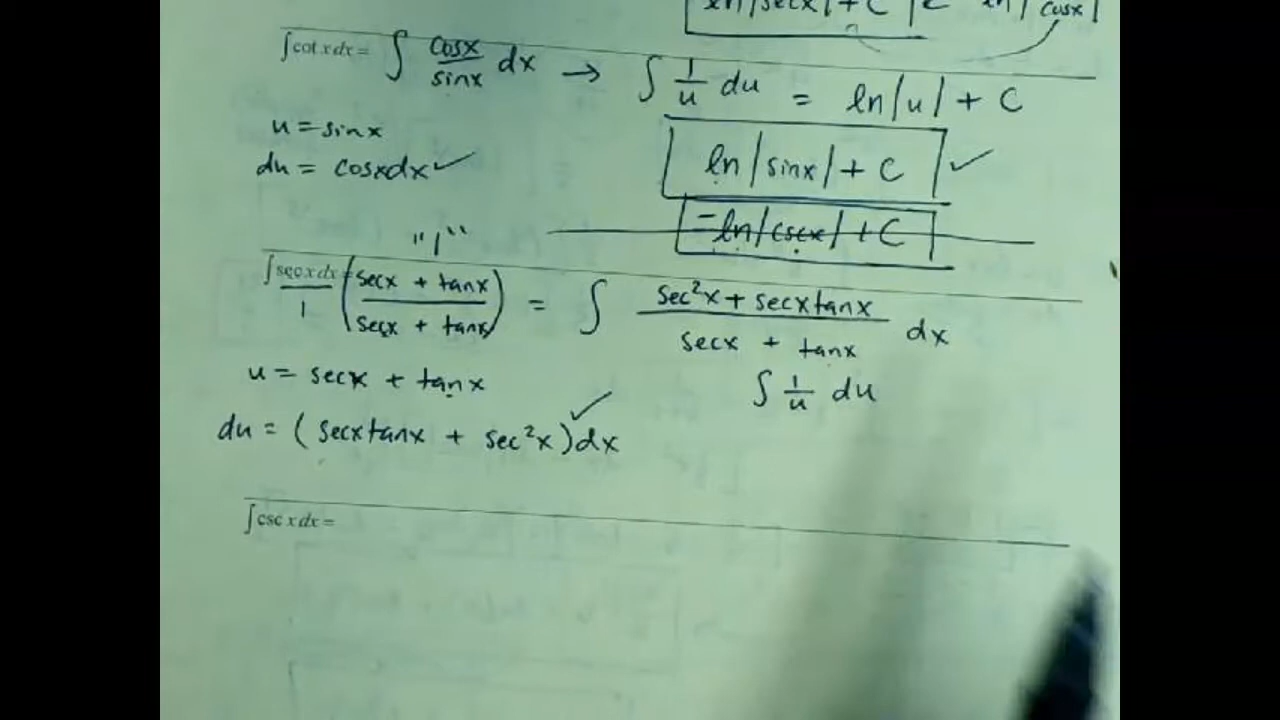 ln|secx| + C
ln| cosx|
∫cot x dx = ∫ cosx/sinx dx → ∫ 1/u du = ln|u| + C
u = sinx
du = cosxdx ✓
ln|sinx| + C ✓
-ln|cscx| + C
"1"
∫sec x dx/1 = (secx + tanx/secx + tanx) = ∫ sec²x + secxtanx/secx + tanx dx
u = secx + tanx
∫ 1/u du
du = (secxtanx + sec²x)dx ✓
∫csc x dx =